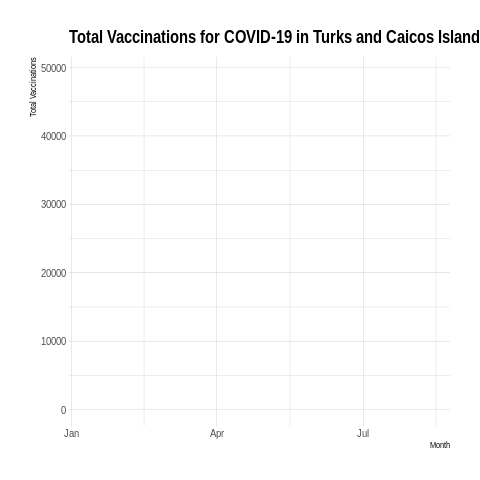 Total Vaccinations for COVID-19 in Turks and Caicos Island
Total Vaccinations
50000
40000
30000
20000
10000
0
Jan Apr Jul
Month